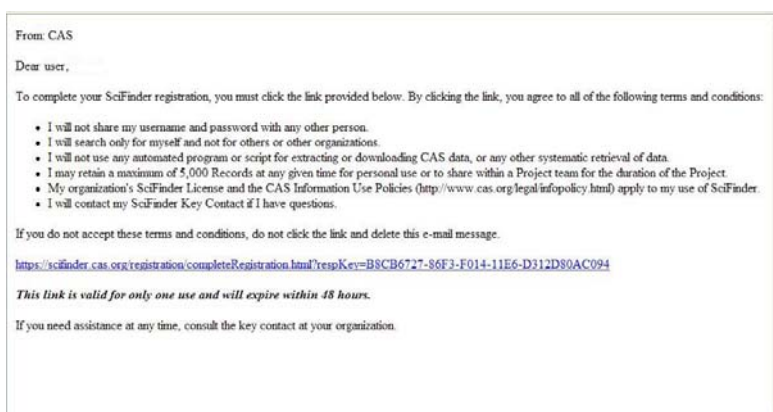 From: CAS
Dear user,
To complete your SciFinder registration, you must click the link provided below. By clicking the link, you agree to all of the following terms and conditions:
• I will not share my username and password with any other person.
• I will search only for myself and not for others or other organizations.
• I will not use any automated program or script for extracting or downloading CAS data, or any other systematic retrieval of data.
• I may retain a maximum of 5,000 Records at any given time for personal use or to share within a Project team for the duration of the Project.
• My organization's SciFinder License and the CAS Information Use Policies (http://www.cas.org/legal/infopolicy.html) apply to my use of SciFinder.
• I will contact my SciFinder Key Contact if I have questions.
If you do not accept these terms and conditions, do not click the link and delete this e-mail message.
https://scifinder.cas.org/registration/completeRegistration.html?respKey=B8CB6727-86F3-F014-11E6-D312D80AC094
This link is valid for only one use and will expire within 48 hours.
If you need assistance at any time, consult the key contact at your organization.